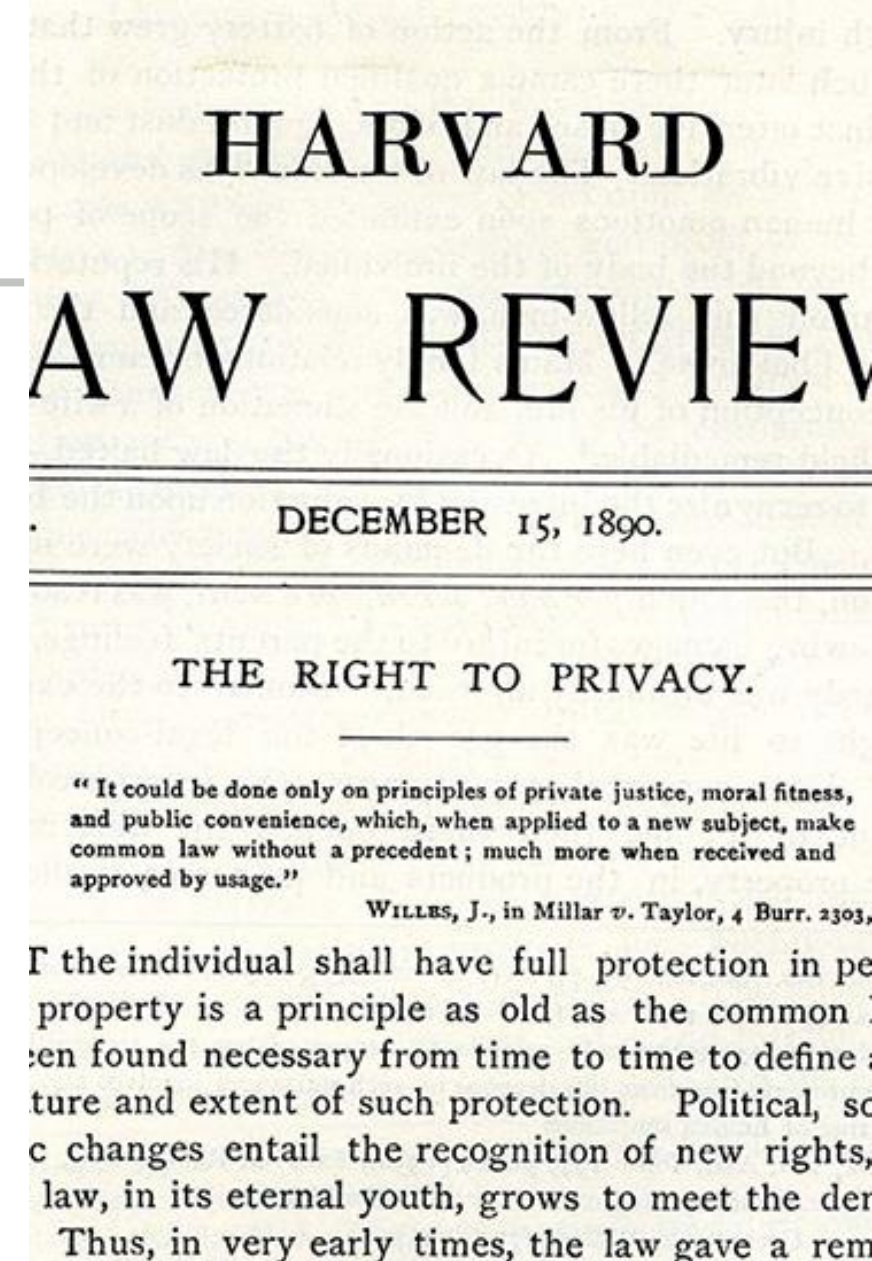 HARVARD
AW REVIEW
DECEMBER 15, 1890.
THE RIGHT TO PRIVACY.
“It could be done only on principles of private justice, moral fitness,
and public convenience, which, when applied to a new subject, make
common law without a precedent; much more when received and
approved by usage.”
WILLES, J., in Millar v. Taylor, 4 Burr. 2303,
T the individual shall have full protection in pe
property is a principle as old as the common l
een found necessary from time to time to define a
ture and extent of such protection. Political, so
c changes entail the recognition of new rights,
law, in its eternal youth, grows to meet the der
Thus, in very early times, the law gave a rem